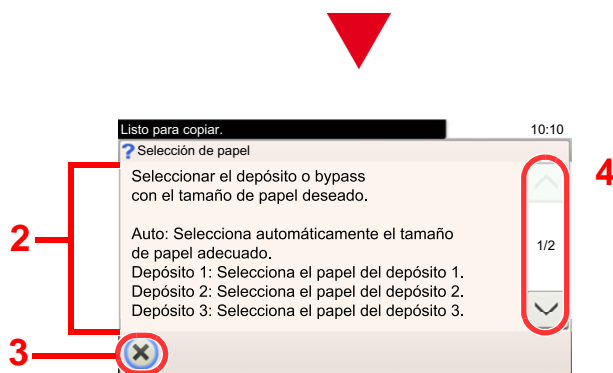 Listo para copiar. 10:10
? Selección de papel
Seleccionar el depósito o bypass
con el tamaño de papel deseado.
Auto: Selecciona automáticamente el tamaño
de papel adecuado.
Depósito 1: Selecciona el papel del depósito 1.
Depósito 2: Selecciona el papel del depósito 2.
Depósito 3: Selecciona el papel del depósito 3.
1/2
2
3
4